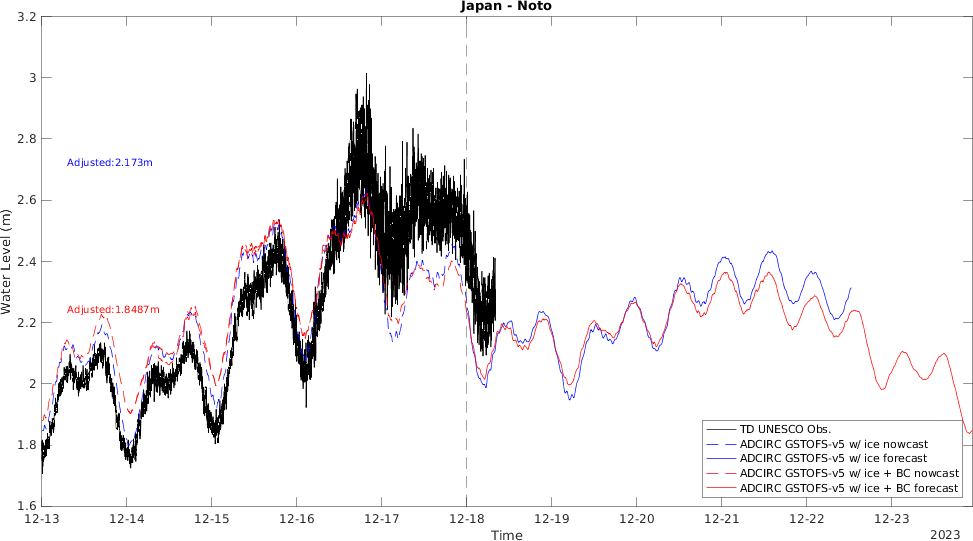 Japan - Noto
3.2
3
2.8
2.6
2.4
2.2
2
1.8
1.6
Water Level (m)
Adjusted:2.173m
Adjusted:1.8487m
TD UNESCO Obs.
ADCIRC GSTOFS-v5 w/ ice nowcast
ADCIRC GSTOFS-v5 w/ ice forecast
ADCIRC GSTOFS-v5 w/ ice + BC nowcast
ADCIRC GSTOFS-v5 w/ ice + BC forecast
12-13 12-14 12-15 12-16 12-17 12-18 12-19 12-20 12-21 12-22 12-23
Time
2023